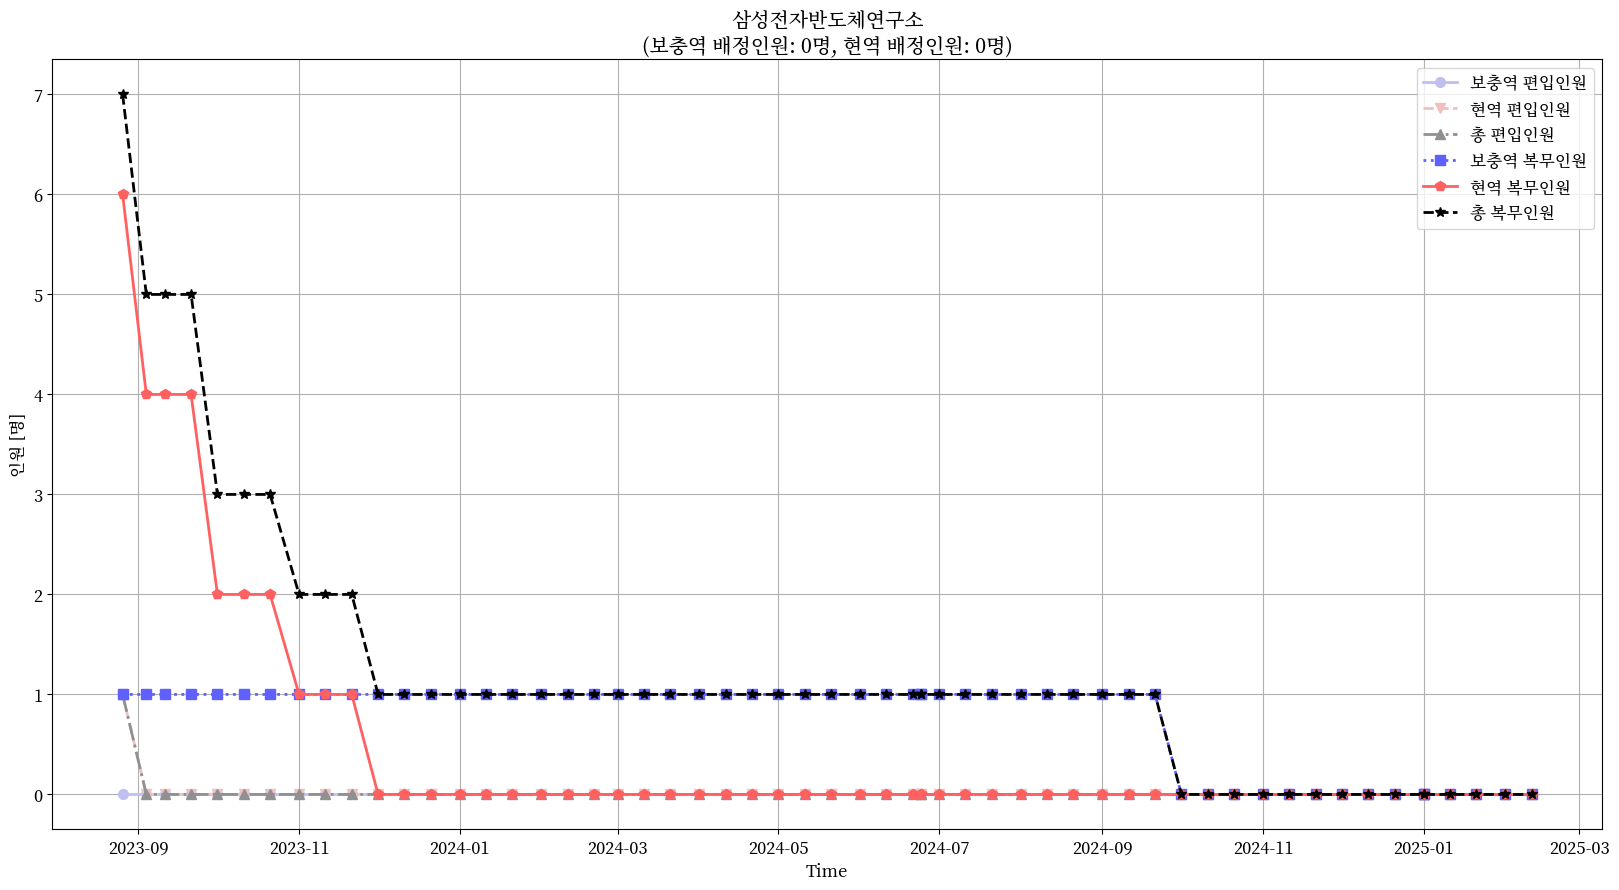 삼성전자반도체연구소
(보충역 배정인원: 0명, 현역 배정인원: 0명)
보충역 편입인원
현역 편입인원
총 편입인원
보충역 복무인원
현역 복무인원
총 복무인원
인원 [명]
7
6
5
4
3
2
1
0
2023-09
2023-11
2024-01
2024-03
2024-05
2024-07
2024-09
2024-11
2025-01
2025-03
Time